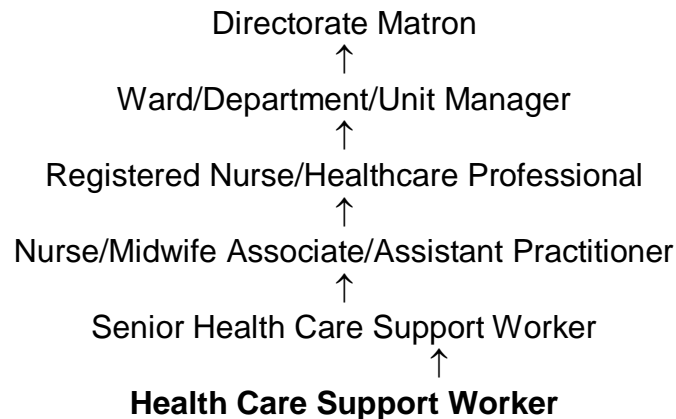 Directorate Matron
↑
Ward/Department/Unit Manager
↑
Registered Nurse/Healthcare Professional
↑
Nurse/Midwife Associate/Assistant Practitioner
↑
Senior Health Care Support Worker
↑
Health Care Support Worker